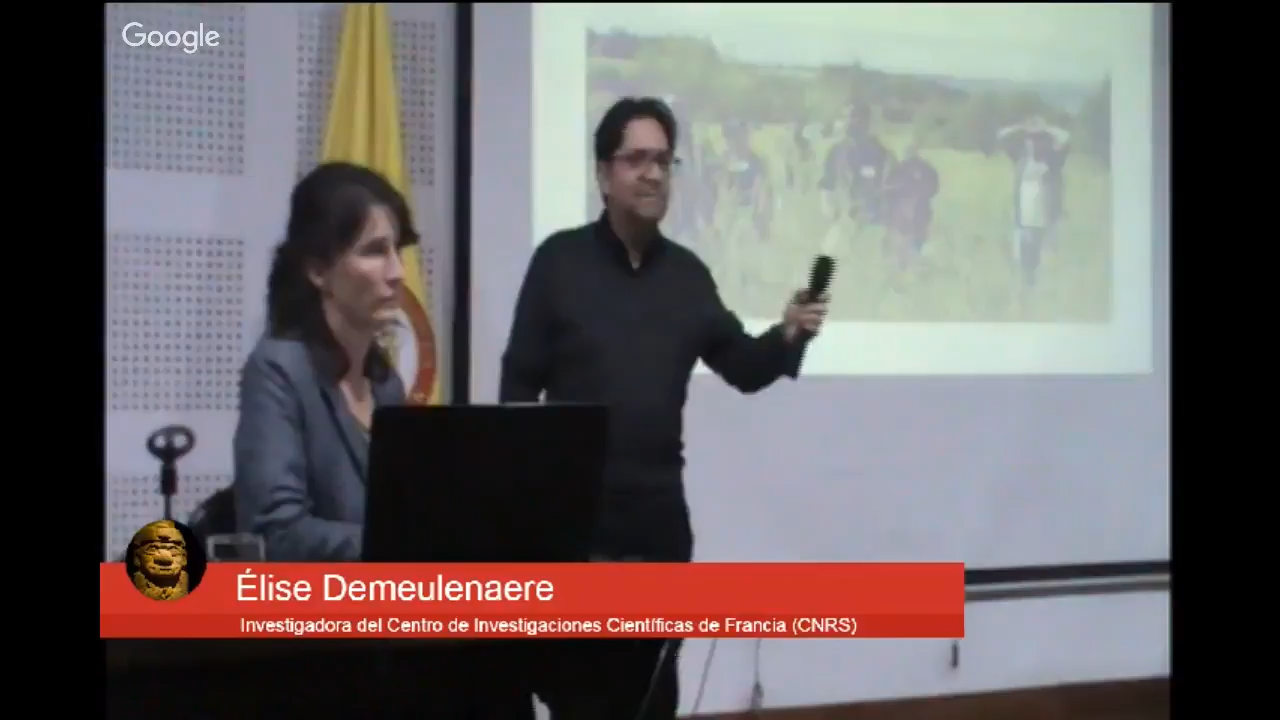 Google
Élise Demeulenaere
Investigadora del Centro de Investigaciones Científicas de Francia (CNRS)